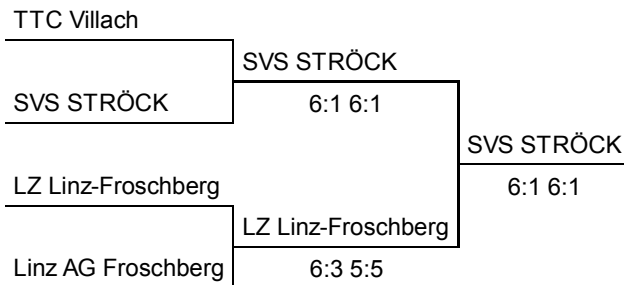 TTC Villach
SVS STRÖCK
SVS STRÖCK
6:1 6:1
SVS STRÖCK
LZ Linz-Froschberg
6:1 6:1
LZ Linz-Froschberg
Linz AG Froschberg
6:3 5:5